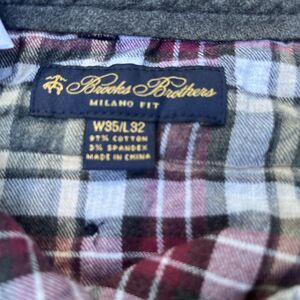 Brooks Brothers
MILANO FIT
W35/L32
97% COTTON
3% SPANDEX
MADE IN CHINA